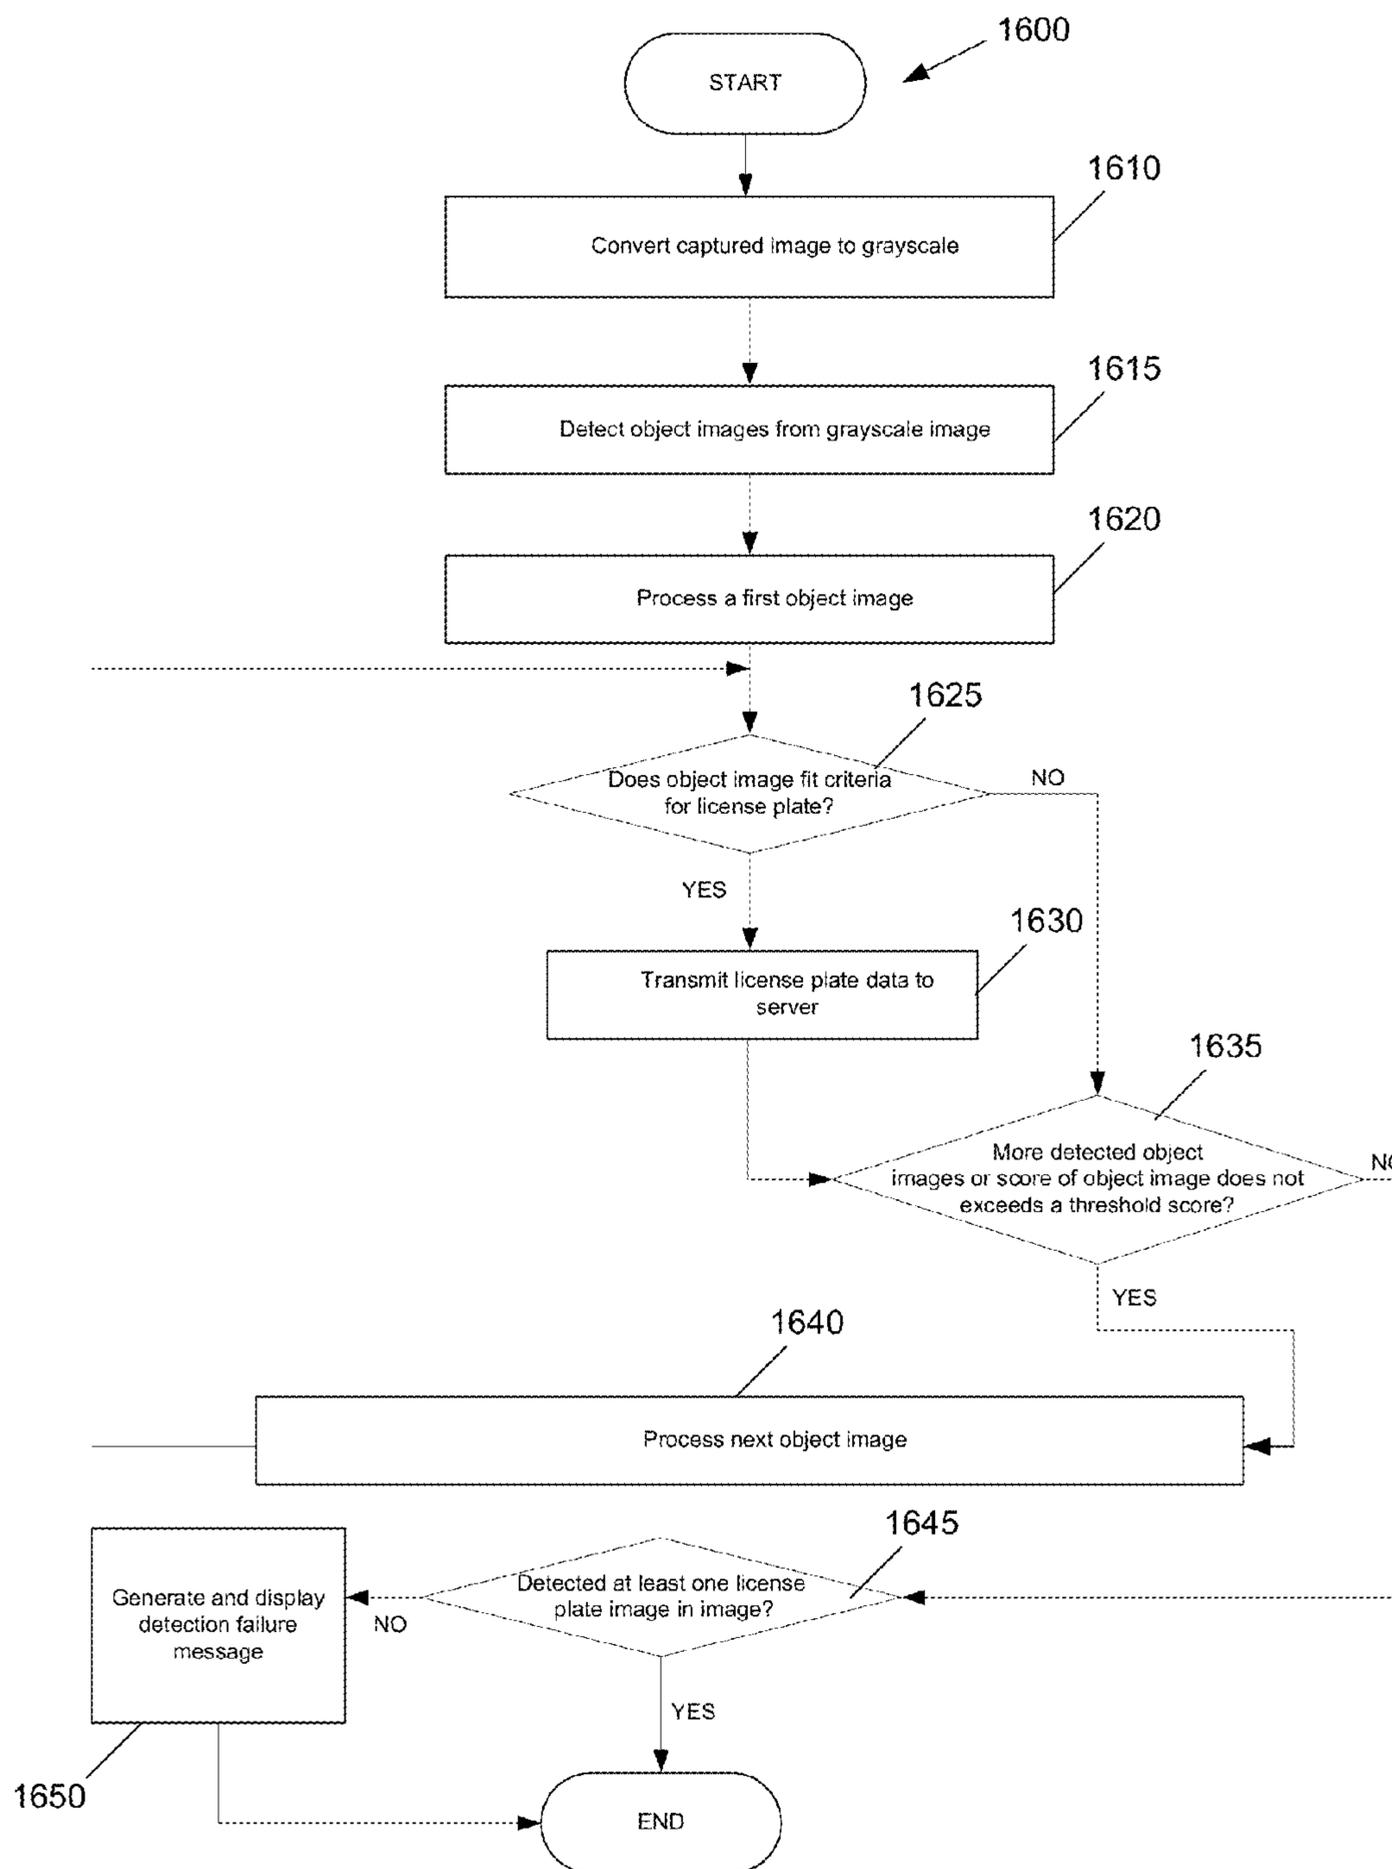 1600
START
1610
Convert captured image to grayscale
1615
Detect object images from grayscale image
1620
Process a first object image
1625
Does object image fit criteria
for license plate?
NO
YES
1630
Transmit license plate data to
server
1635
More detected object
images or score of object image does not
exceeds a threshold score?
NO
YES
1640
Process next object image
1645
Detected at least one license
plate image in image?
NO
Generate and display
detection failure
message
YES
1650
END